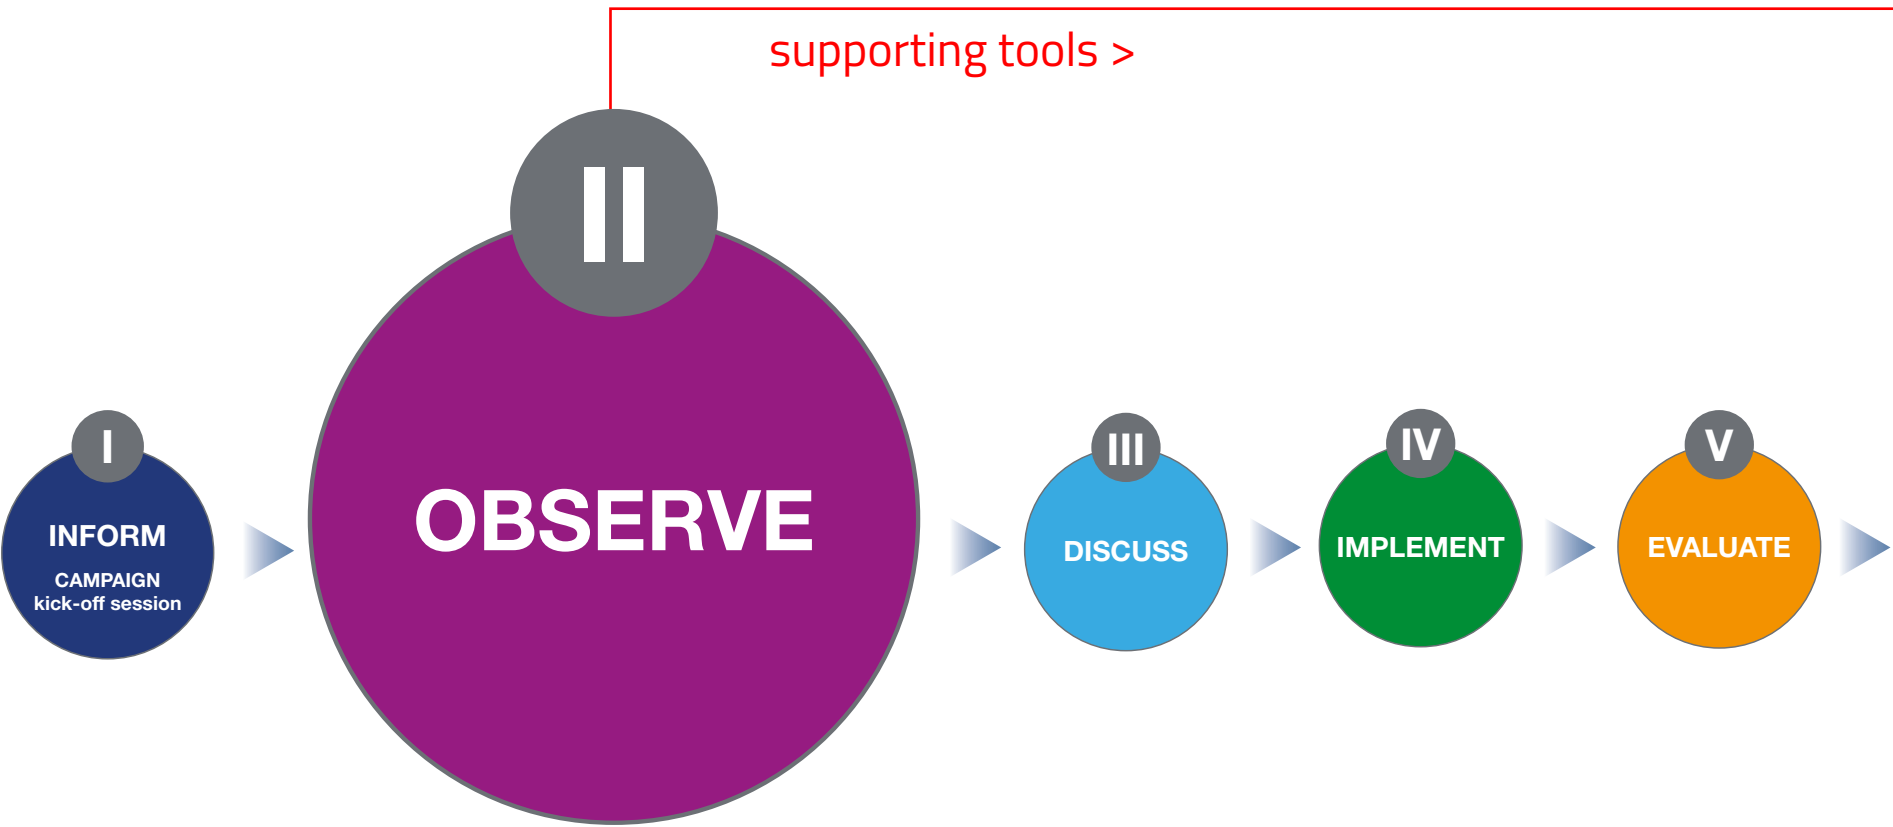 supporting tools >
I
INFORM
CAMPAIGN
kick-off session
II
OBSERVE
III
DISCUSS
IV
IMPLEMENT
V
EVALUATE